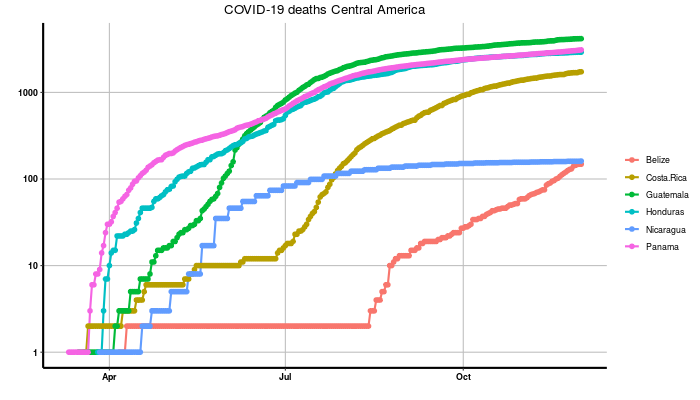 COVID-19 deaths Central America
1000
100
10
1
Apr
Jul
Oct
Belize
Costa.Rica
Guatemala
Honduras
Nicaragua
Panama